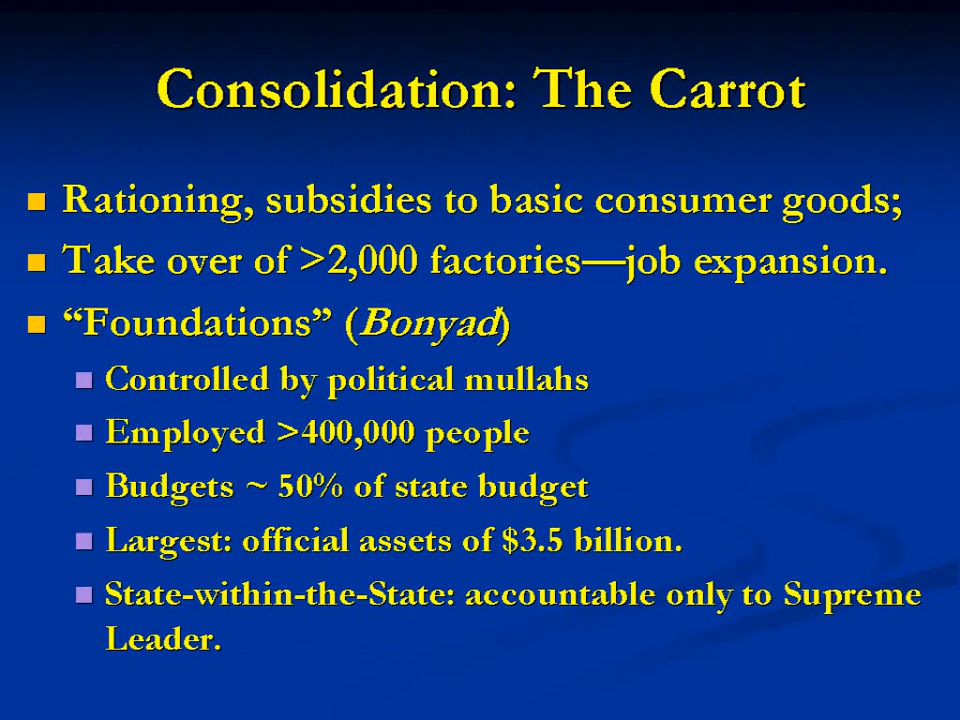 Consolidation: The Carrot
Rationing, subsidies to basic consumer goods;
Take over of >2,000 factories—job expansion.
“Foundations” (Bonyad)
Controlled by political mullahs
Employed >400,000 people
Budgets ~ 50% of state budget
Largest: official assets of $3.5 billion.
State-within-the-State: accountable only to Supreme
Leader.